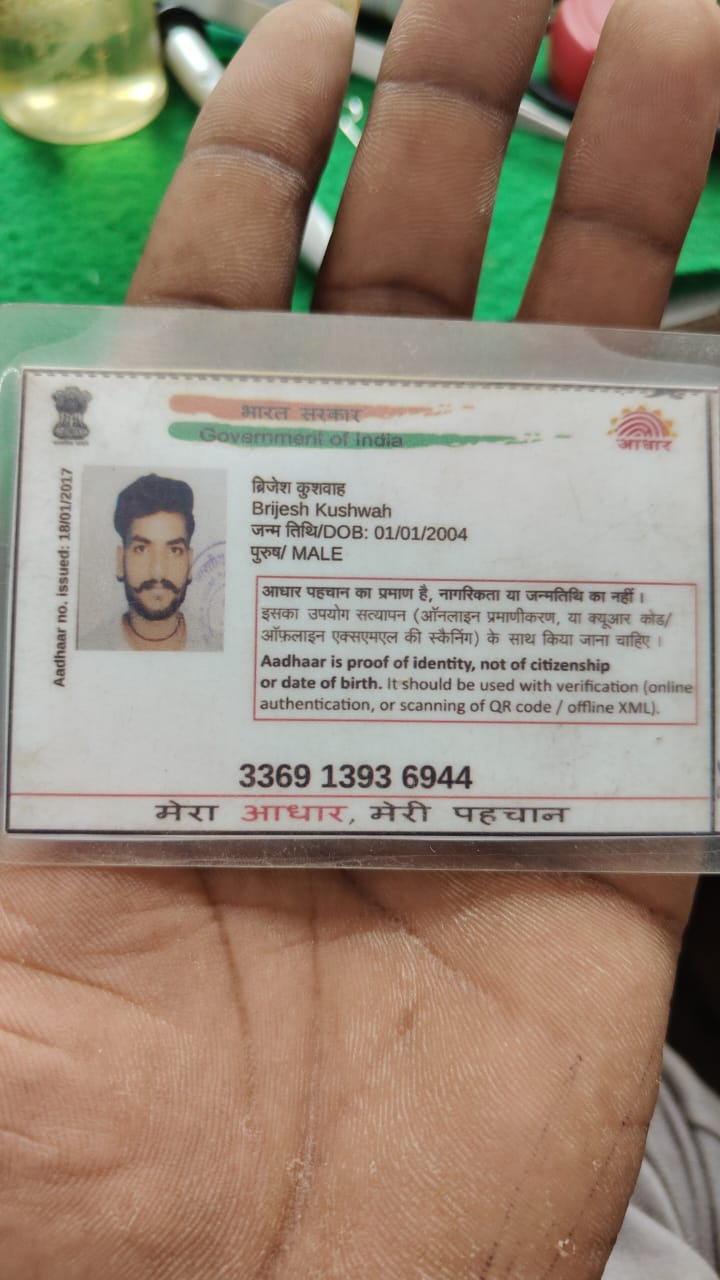 भारत सरकार
Government of India
आधार
Aadhaar no. issued: 18/01/2017
ब्रिजेश कुशवाह
Brijesh Kushwah
जन्म तिथि/DOB: 01/01/2004
पुरुष/ MALE
आधार पहचान का प्रमाण है, नागरिकता या जन्मतिथि का नहीं ।
इसका उपयोग सत्यापन (ऑनलाइन प्रमाणीकरण, या क्यूआर कोड/
ऑफ़लाइन एक्सएमएल की स्कैनिंग) के साथ किया जाना चाहिए ।
Aadhaar is proof of identity, not of citizenship
or date of birth. It should be used with verification (online
authentication, or scanning of QR code / offline XML).
3369 1393 6944
मेरा आधार, मेरी पहचान